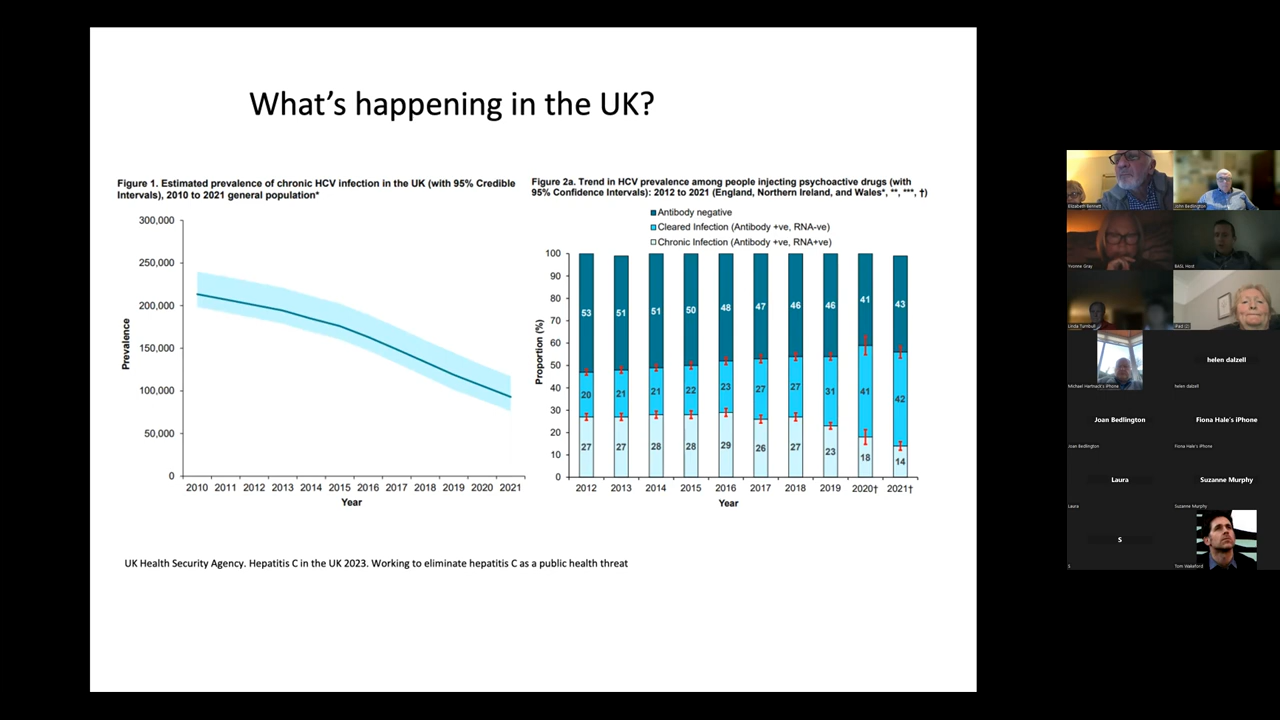 What's happening in the UK?
Figure 1. Estimated prevalence of chronic HCV infection in the UK (with 95% Credible
Intervals), 2010 to 2021 general population*
300,000
250,000
200,000
150,000
100,000
50,000
0
Prevalence
2010 2011 2012 2013 2014 2015 2016 2017 2018 2019 2020 2021
Year
Figure 2a. Trend in HCV prevalence among people injecting psychoactive drugs (with
95% Confidence Intervals): 2012 to 2021 (England, Northern Ireland, and Wales*, **, ***, †)
Antibody negative
Cleared Infection (Antibody +ve, RNA-ve)
Chronic Infection (Antibody +ve, RNA+ve)
100
90
80
70
60
50
40
30
20
10
0
Proportion (%)
53 51 51 50 48 47 46 46 41 43
20 21 21 22 23 27 27 31 41 42
27 27 28 28 29 26 27 23 18 14
2012 2013 2014 2015 2016 2017 2018 2019 2020† 2021†
Year
UK Health Security Agency. Hepatitis C in the UK 2023. Working to eliminate hepatitis C as a public health threat
Elizabeth Bennett
John Bedlington
Yvonne Gray
BASL Host
Linda Turnbull
iPad (2)
Michael Hartnack's iPhone
helen dalzell
helen dalzell
Joan Bedlington
Joan Bedlington
Fiona Hale's iPhone
Fiona Hale's iPhone
Laura
Laura
Suzanne Murphy
Suzanne Murphy
S
S
Tom Wakeford